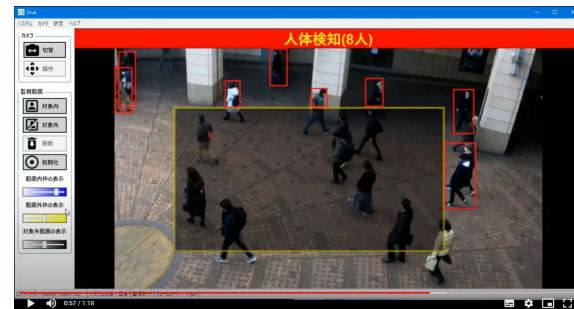 Sinal
システム カメラ 設定 ヘルプ
人体検知(8人)
カメラ
切替
操作
監視範囲
対象内
対象外
削除
初期化
範囲内枠の表示
範囲外枠の表示
対象外範囲の表示
0:57 / 1:18